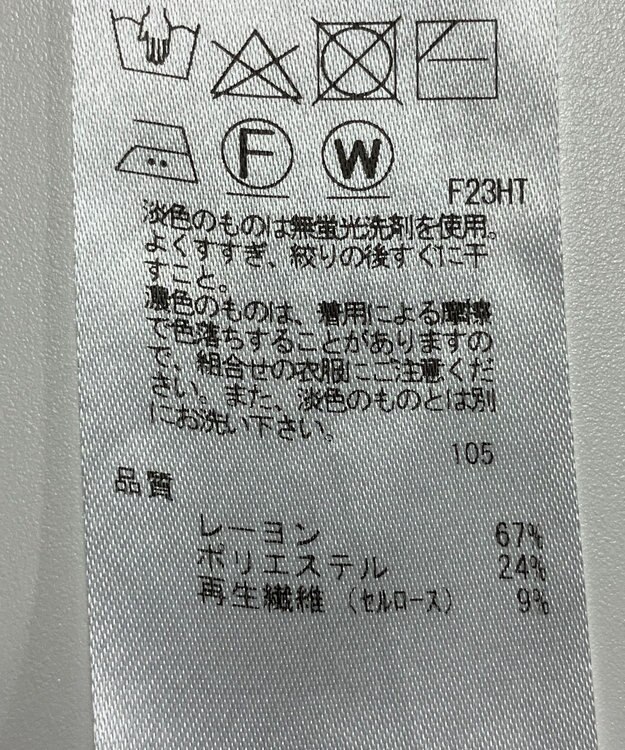 F W
F23HT
淡色のものは無蛍光洗剤を使用。
よくすすぎ、絞りの後すぐに干
すこと。
濃色のものは、着用による摩擦
で色落ちすることがありますの
で、組合せの衣服にご注意くだ
さい。また、淡色のものとは別
にお洗い下さい。
105
品質
レーヨン 67%
ポリエステル 24%
再生繊維（セルロース） 9%